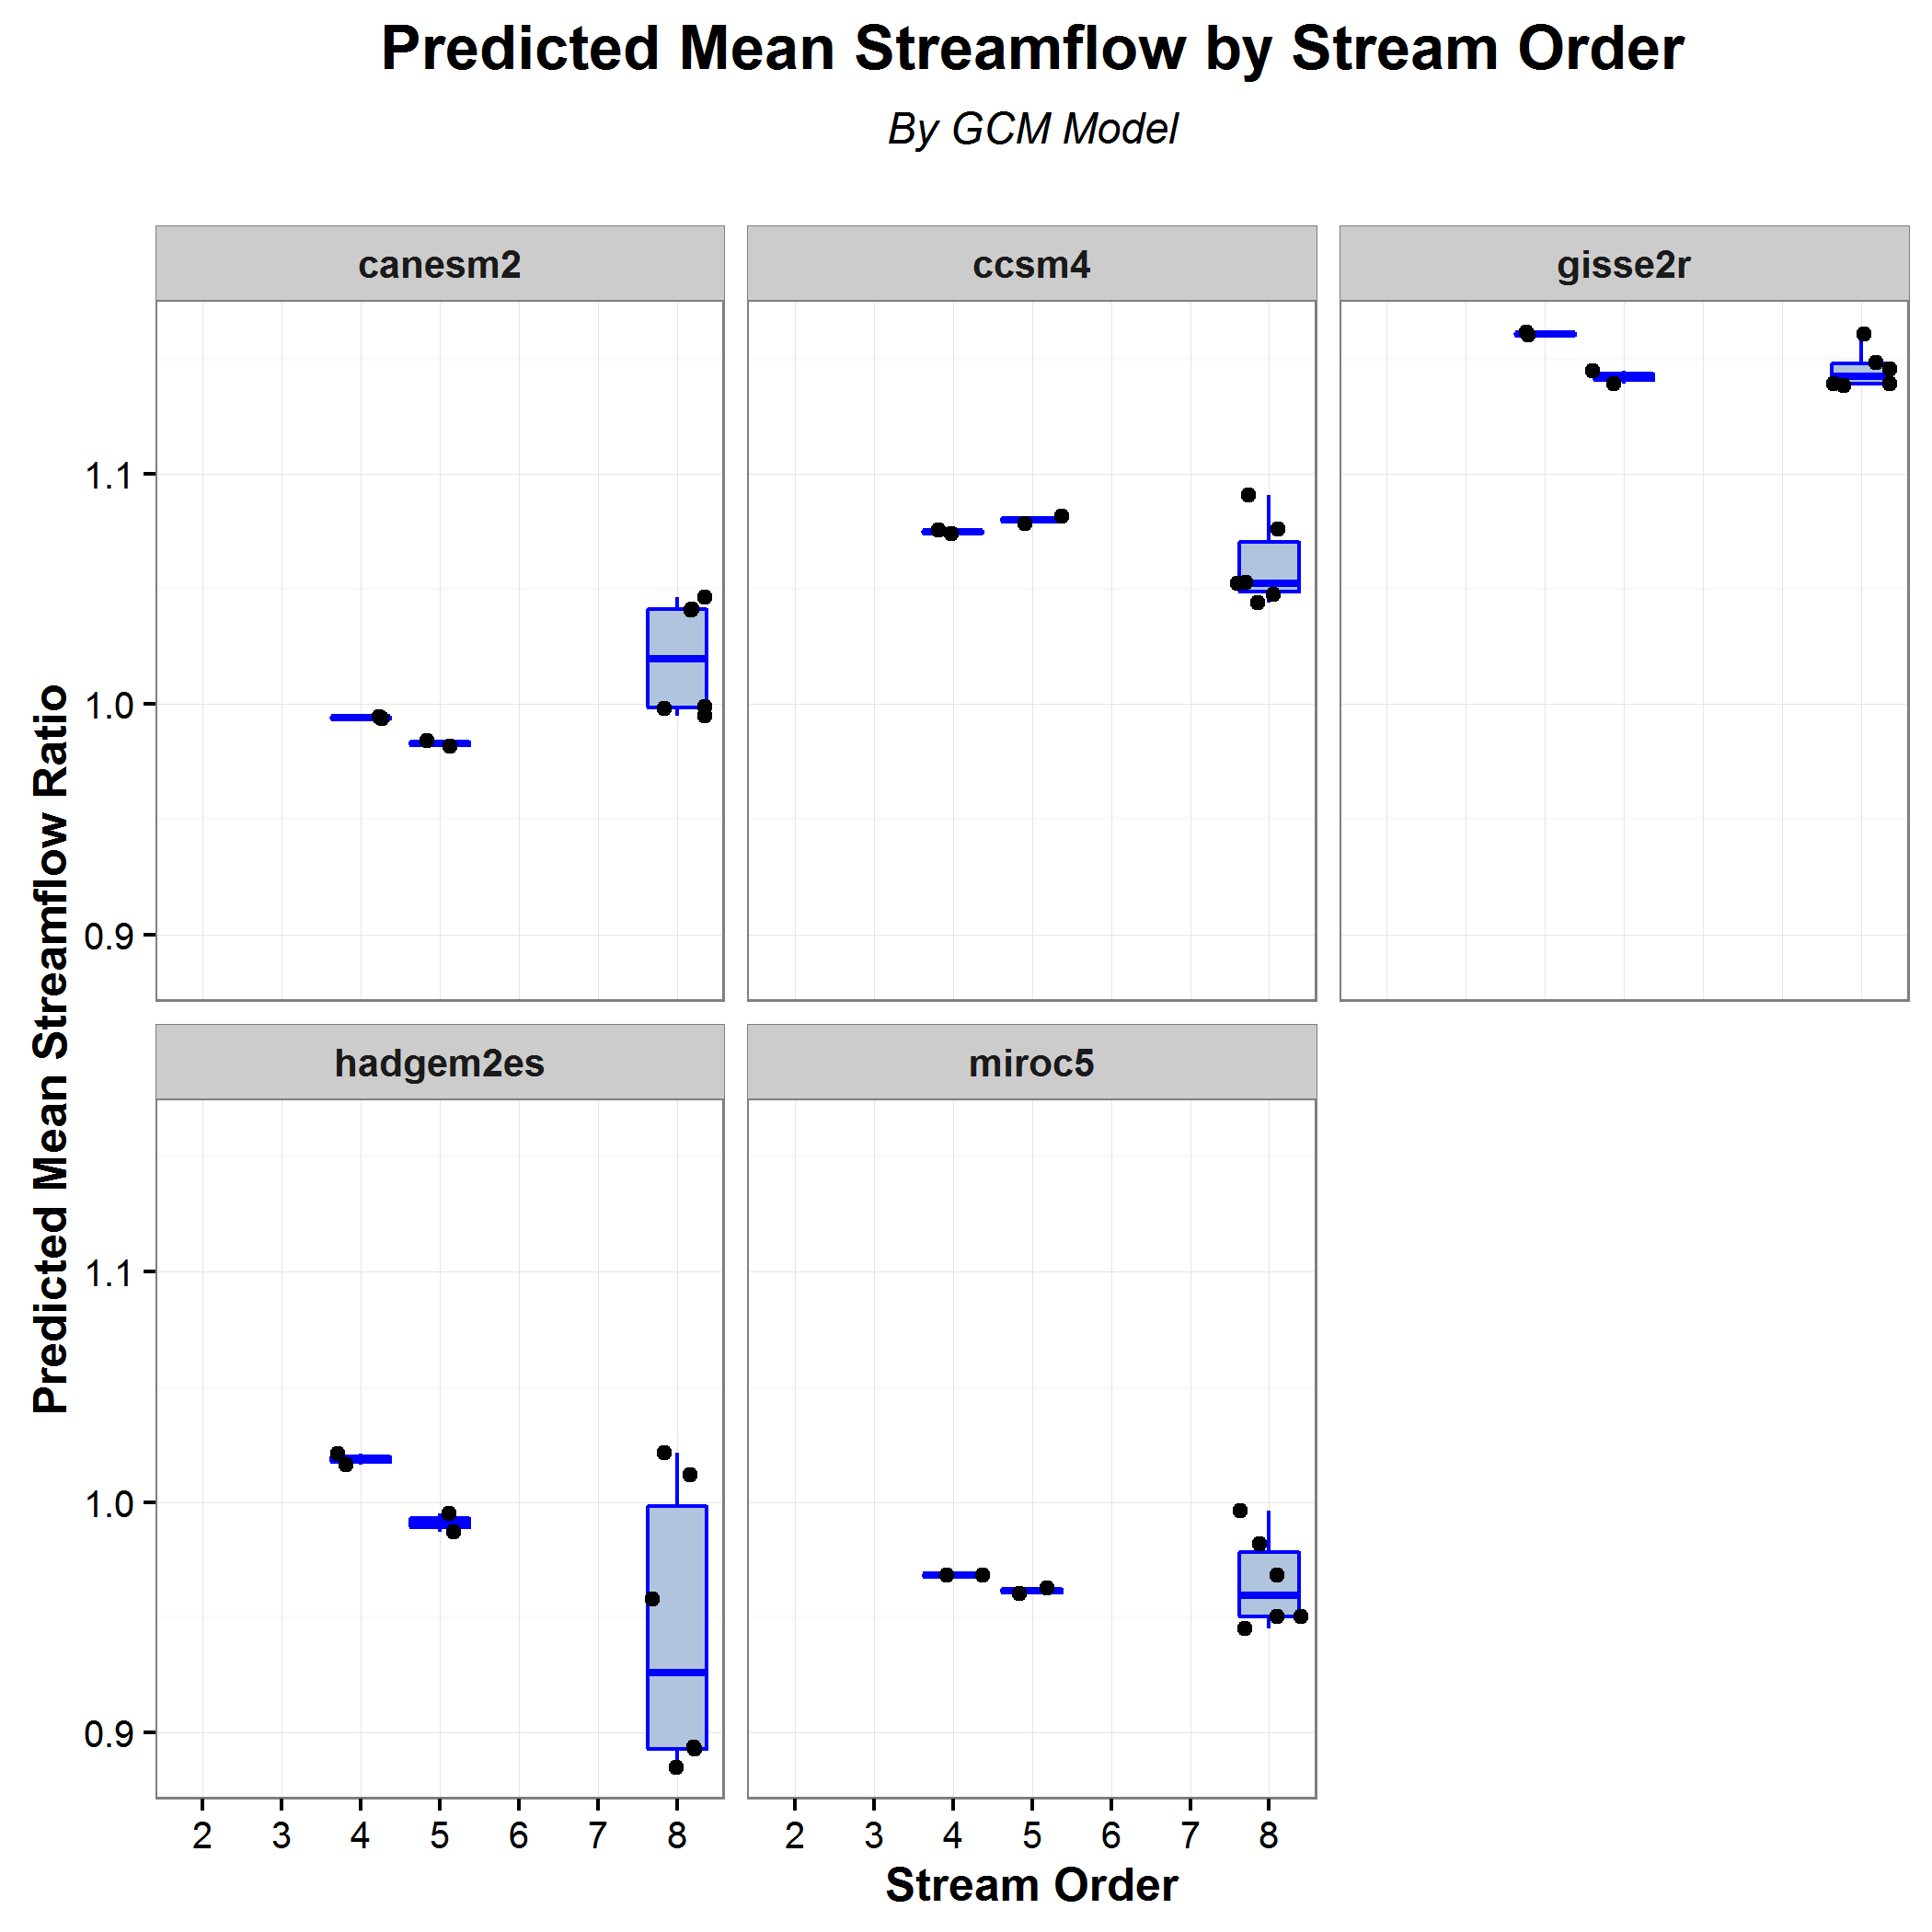 Predicted Mean Streamflow by Stream Order
By GCM Model
canesm2
ccsm4
gisse2r
1.1
1.0
0.9
Predicted Mean Streamflow Ratio
hadgem2es
miroc5
1.1
1.0
0.9
2 3 4 5 6 7 8
2 3 4 5 6 7 8
Stream Order